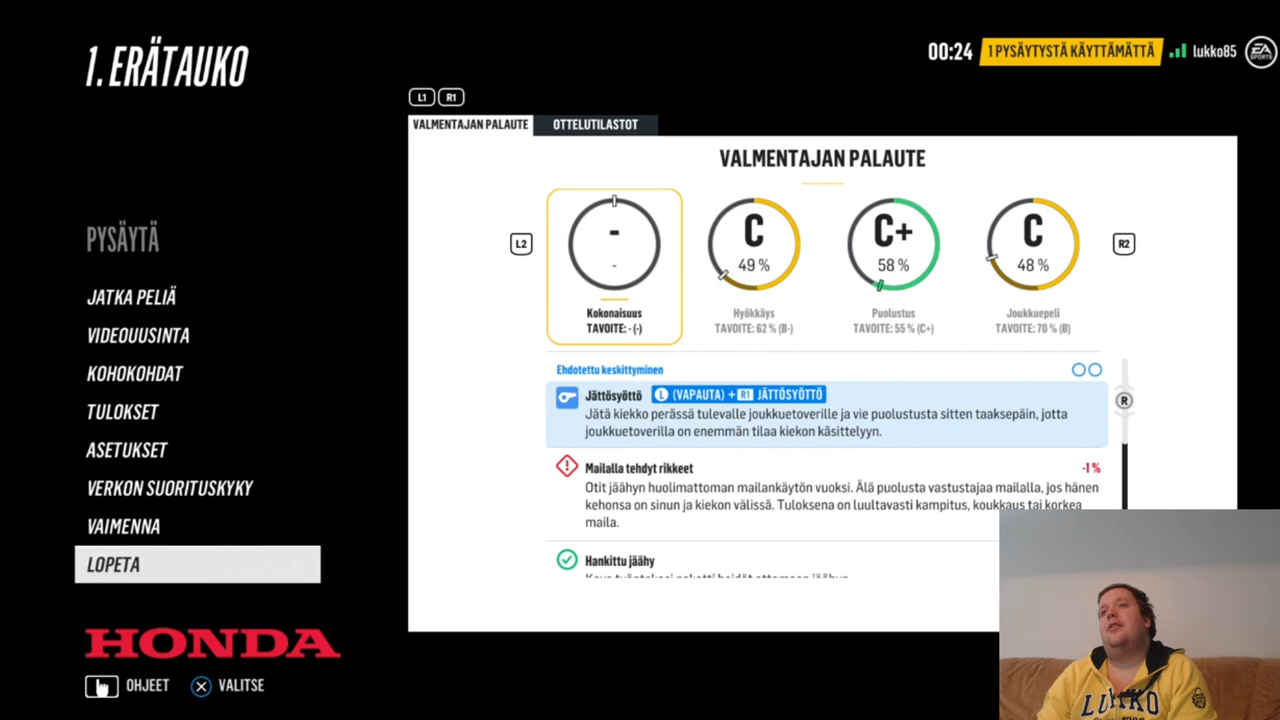 1. ERÄTAUKO
00:24
1 PYSÄYTYSTÄ KÄYTTÄMÄTTÄ
lukko85
EA SPORTS
L1 R1
VALMENTAJAN PALAUTE
OTTELUTILASTOT
VALMENTAJAN PALAUTE
PYSÄYTÄ
JATKA PELIÄ
VIDEOUUSINTA
KOHOKOHDAT
TULOKSET
ASETUKSET
VERKON SUORITUSKYKY
VAIMENNA
LOPETA
L2
-
-
Kokonaisuus
TAVOITE: - (-)
C
49 %
Hyökkäys
TAVOITE: 62 % (B-)
C+
58 %
Puolustus
TAVOITE: 55 % (C+)
C
48 %
Joukkuepeli
TAVOITE: 70 % (B)
R2
Ehdotettu keskittyminen
Jättösyöttö L (VAPAUTA) + R1 JÄTTÖSYÖTTÖ
Jätä kiekko perässä tulevalle joukkuetoverille ja vie puolustusta sitten taaksepäin, jotta
joukkuetoverilla on enemmän tilaa kiekon käsittelyyn.
R
Mailalla tehdyt rikkeet -1 %
Otit jäähyn huolimattoman mailankäytön vuoksi. Älä puolusta vastustajaa mailalla, jos hänen
kehonsa on sinun ja kiekon välissä. Tuloksena on luultavasti kampitus, koukkaus tai korkea
maila.
Hankittu jäähy
HONDA
OHJEET
VALITSE